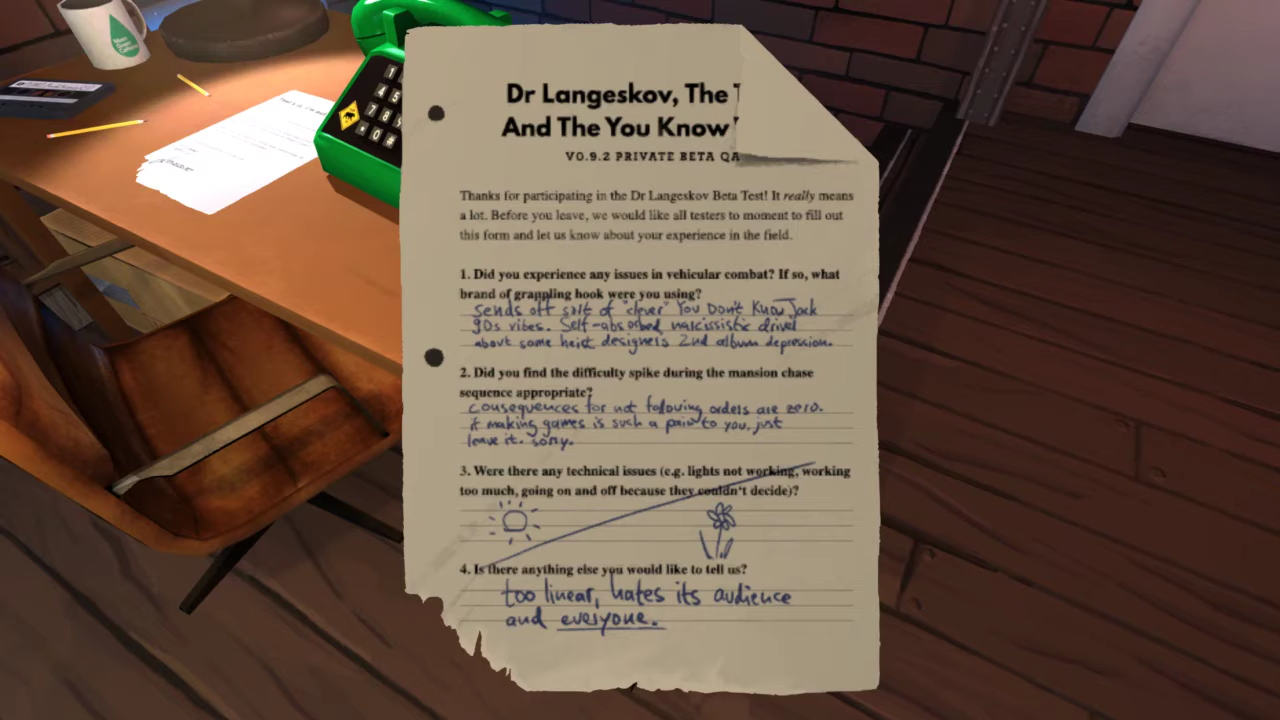 Dr Langeskov, The
And The You Know
V0.9.2 PRIVATE BETA QA
Thanks for participating in the Dr Langeskov Beta Test! It really means
a lot. Before you leave, we would like all testers to moment to fill out
this form and let us know about your experience in the field.
1. Did you experience any issues in vehicular combat? If so, what
brand of grappling hook were you using?
Sends off sort of "clever" You Don't Know Jack
90s vibes. Self-absorbed narcissistic drivel
about some heist designers 2nd album depression.
2. Did you find the difficulty spike during the mansion chase
sequence appropriate?
consequences for not following orders are zero.
if making games is such a pain to you, just
leave it. sorry.
3. Were there any technical issues (e.g. lights not working, working
too much, going on and off because they couldn't decide)?
4. Is there anything else you would like to tell us?
too linear, hates its audience
and everyone.